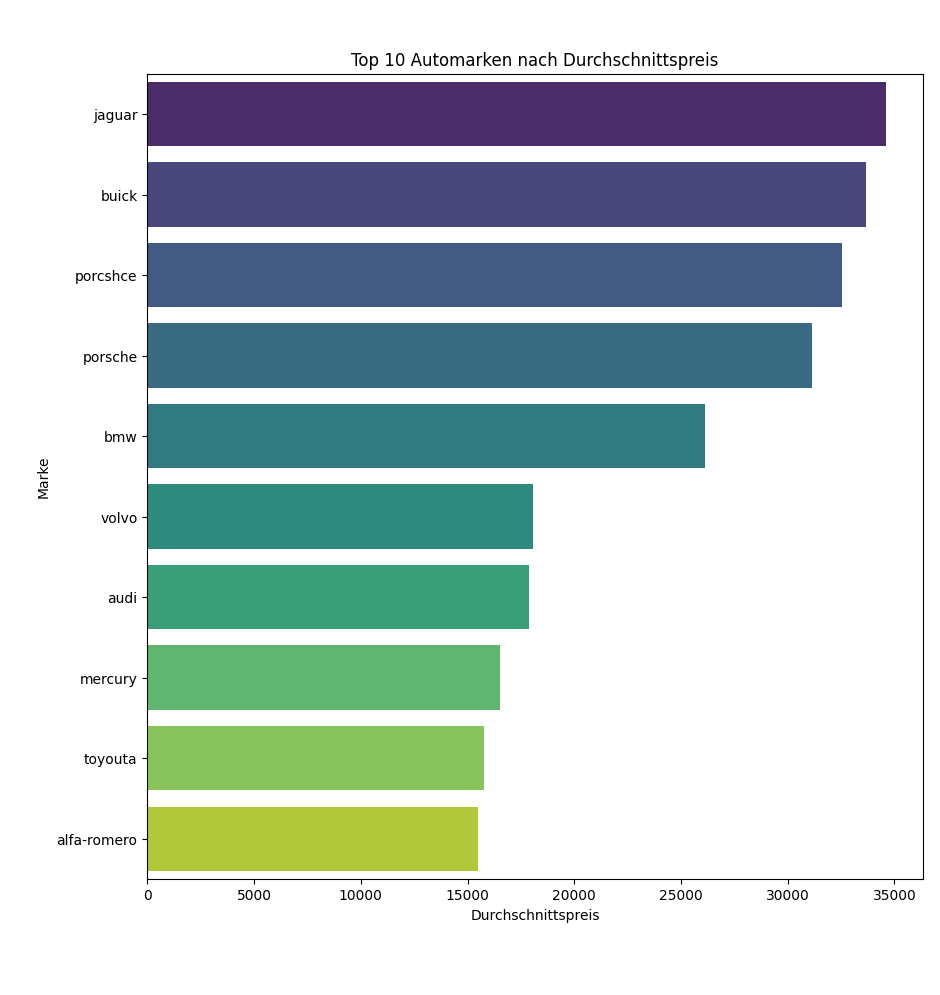 Top 10 Automarken nach Durchschnittspreis
jaguar
buick
porcshce
porsche
bmw
volvo
audi
mercury
toyouta
alfa-romero
Marke
0 5000 10000 15000 20000 25000 30000 35000
Durchschnittspreis